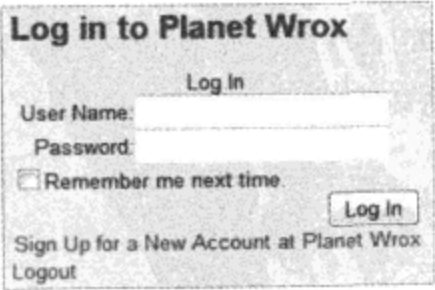 Log in to Planet Wrox
Log In
User Name:
Password:
Remember me next time.
Log In
Sign Up for a New Account at Planet Wrox
Logout